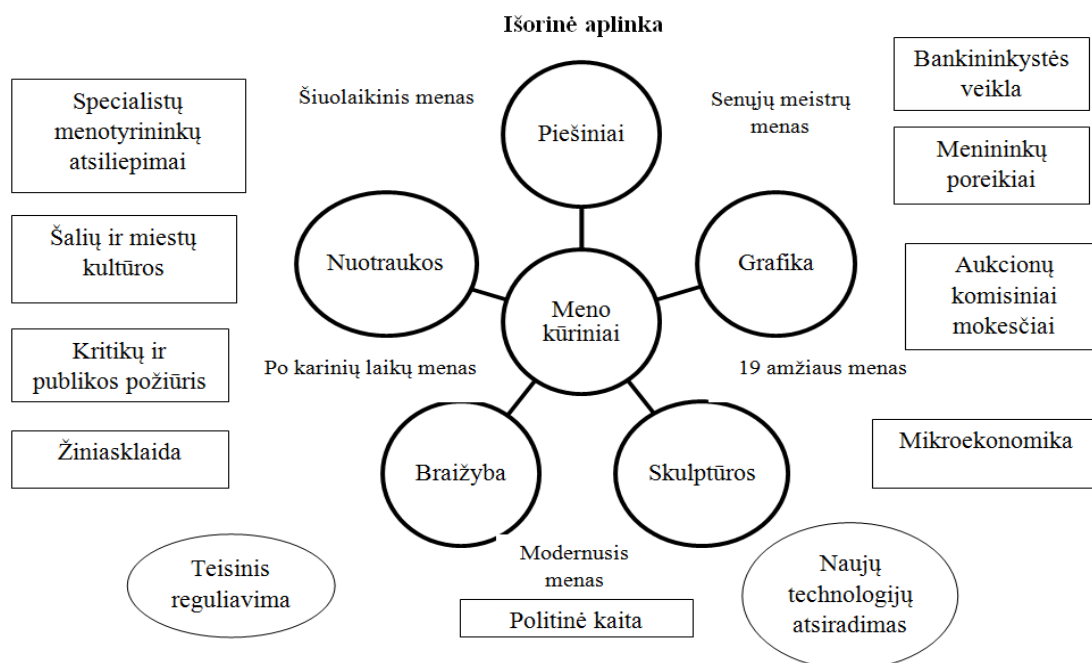 Išorinė aplinka
Specialistų
menotyrininkų
atsiliepimai
Šiuolaikinis menas
Piešiniai
Senųjų meistrų
menas
Bankininkystės
veikla
Menininkų
poreikiai
Šalių ir miestų
kultūros
Nuotraukos
Grafika
Meno
kūriniai
Aukcionų
komisiniai
mokesčiai
Kritikų ir
publikos požiūris
Po karinių laikų menas
19 amžiaus menas
Žiniasklaida
Braižyba
Skulptūros
Mikroekonomika
Teisinis
reguliavima
Modernusis
menas
Politinė kaita
Naujų
technologijų
atsiradimas